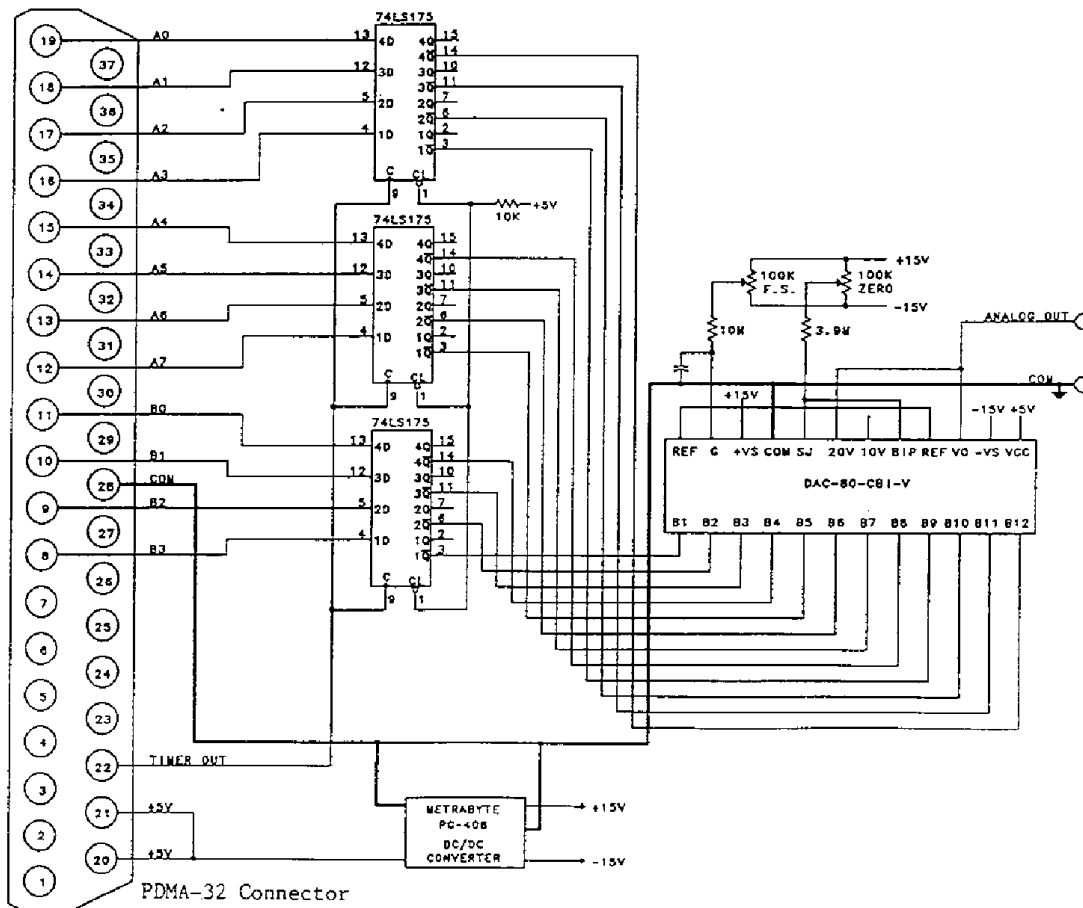 74LS175
19 A0 13 4D 4Q 15
4Q 14
37
18 A1 12 3D 3Q 10
3Q 11
36
17 A2 5 2D 2Q 7
2Q 6
35
16 A3 4 1D 1Q 2
1Q 3
C CL
9 1
34
10K +5V
74LS175
15 A4 13 4D 4Q 15
4Q 14
33
14 A5 12 3D 3Q 10
3Q 11
32
13 A6 5 2D 2Q 7
2Q 6
31
12 A7 4 1D 1Q 2
1Q 3
C CL
9 1
30
+15V
100K F.S.
100K ZERO
-15V
10M
3.9M
ANALOG OUT
COM
+15V
-15V +5V
REF G +VS COM SJ 20V 10V BIP REF VO -VS VCC
DAC-80-CBI-V
B1 B2 B3 B4 B5 B6 B7 B8 B9 B10 B11 B12
74LS175
11 B0 13 4D 4Q 15
4Q 14
29
10 B1 12 3D 3Q 10
3Q 11
28 COM
9 B2 5 2D 2Q 7
2Q 6
27
8 B3 4 1D 1Q 2
1Q 3
C CL
9 1
26
7
25
6
24
5
23
4
22 TIMER OUT
3
21 +5V
2
20 +5V
1
METRABYTE
PC-408
DC/DC
CONVERTER
+15V
-15V
PDMA-32 Connector